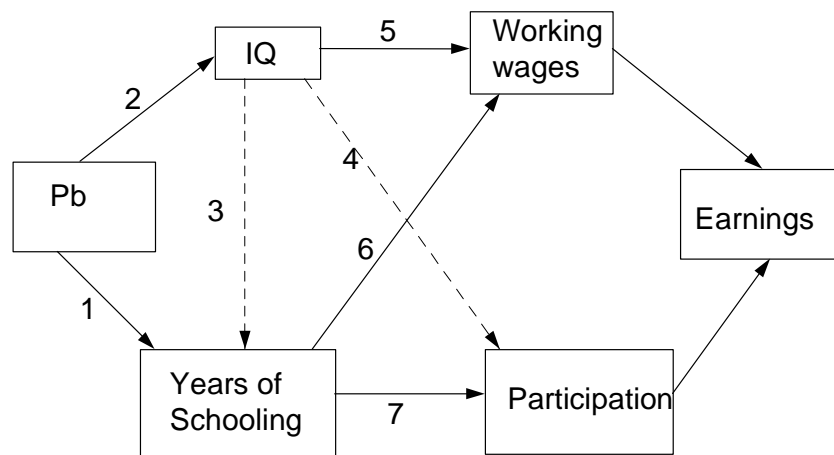 5
IQ
Working
wages
2
4
Pb
3
Earnings
6
1
Years of
Schooling
Participation
7